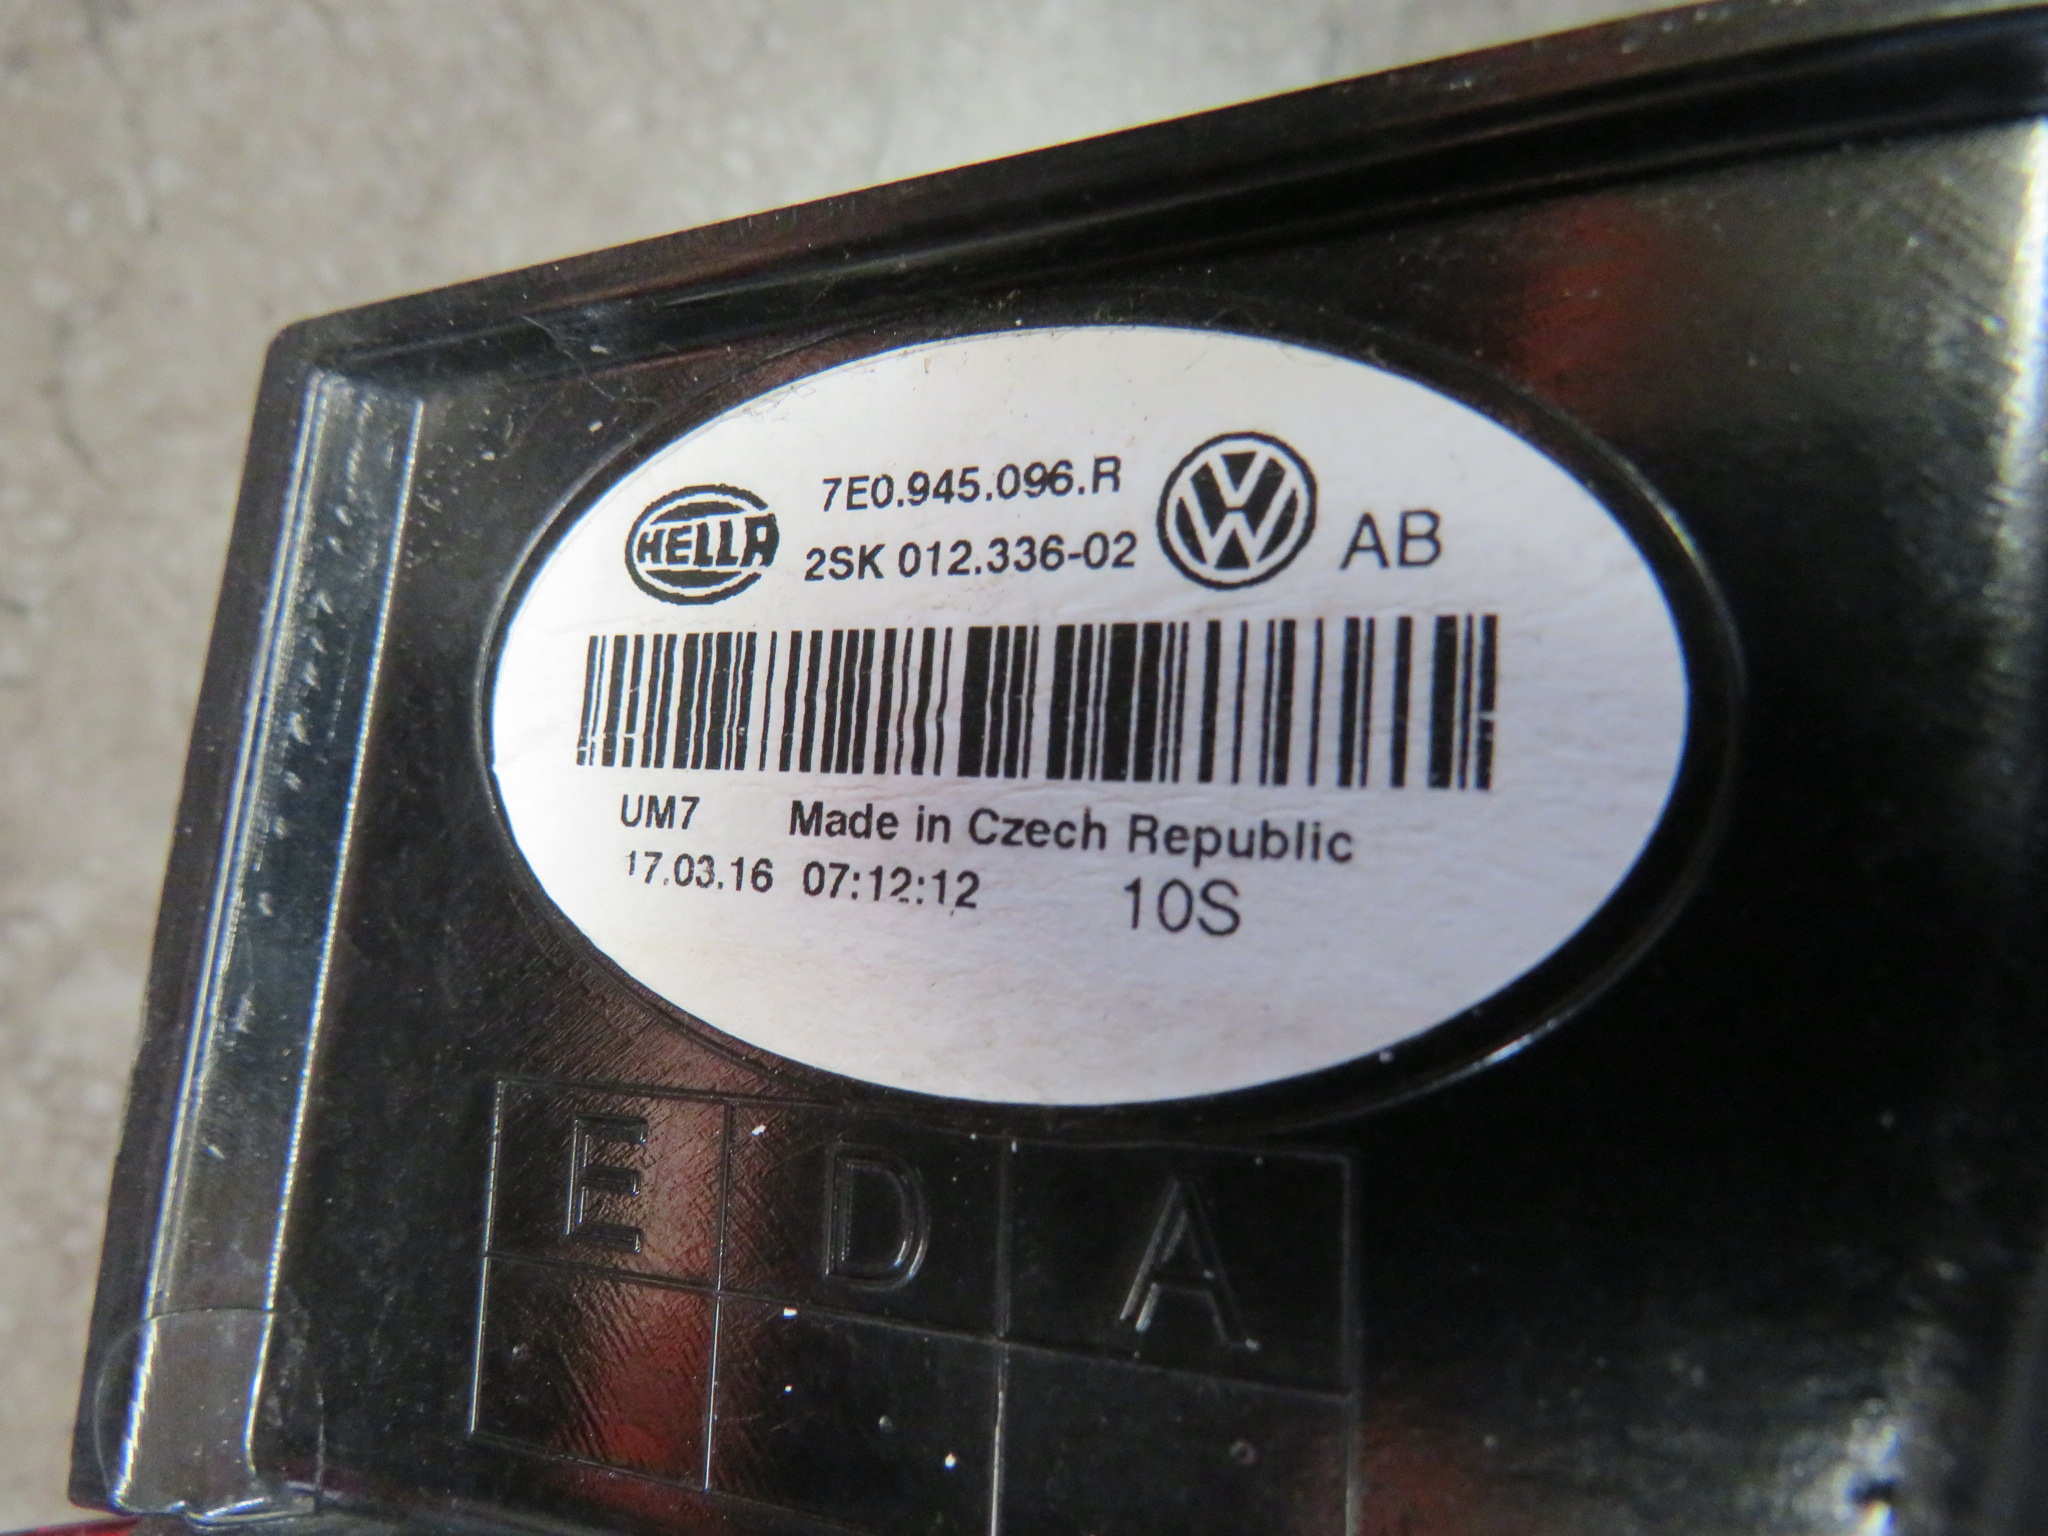 HELLA 7E0.945.096.R VW AB
2SK 012.336-02
UM7 Made in Czech Republic
17.03.16 07:12:12 10S
E D A